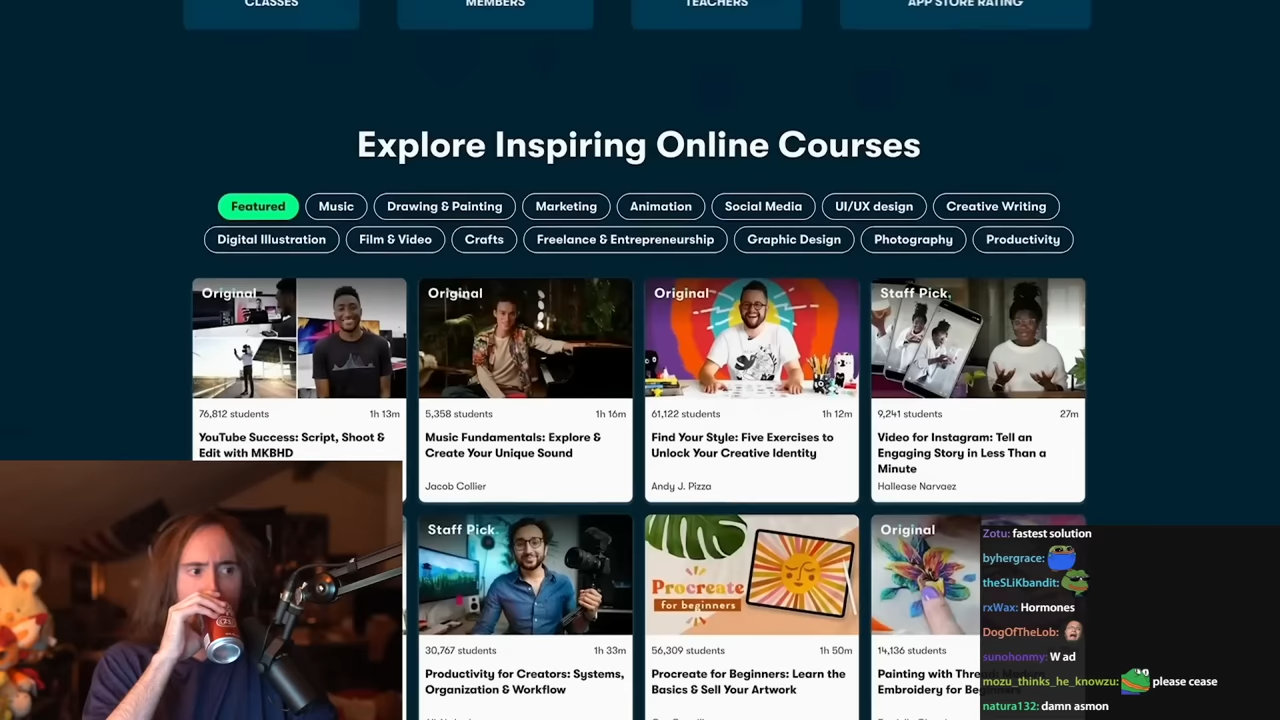 CLASSES
MEMBERS
TEACHERS
APP STORE RATING
Explore Inspiring Online Courses
Featured
Music
Drawing & Painting
Marketing
Animation
Social Media
UI/UX design
Creative Writing
Digital Illustration
Film & Video
Crafts
Freelance & Entrepreneurship
Graphic Design
Photography
Productivity
Original
76,812 students
1h 13m
YouTube Success: Script, Shoot &
Edit with MKBHD
Original
5,358 students
1h 16m
Music Fundamentals: Explore &
Create Your Unique Sound
Jacob Collier
Original
61,122 students
1h 12m
Find Your Style: Five Exercises to
Unlock Your Creative Identity
Andy J. Pizza
Staff Pick.
9,241 students
27m
Video for Instagram: Tell an
Engaging Story in Less Than a
Minute
Hallease Narvaez
Staff Pick.
30,767 students
1h 33m
Productivity for Creators: Systems,
Organization & Workflow
Procreate
for beginners
56,309 students
1h 50m
Procreate for Beginners: Learn the
Basics & Sell Your Artwork
Original
14,136 students
Painting with
Embroidery for
Zotu: fastest solution
byhergrace:
theSLiKbandit:
rxWax: Hormones
DogOfTheLob:
sunohonmy: W ad
mozu_thinks_he_knowzu: please cease
natura132: damn asmon